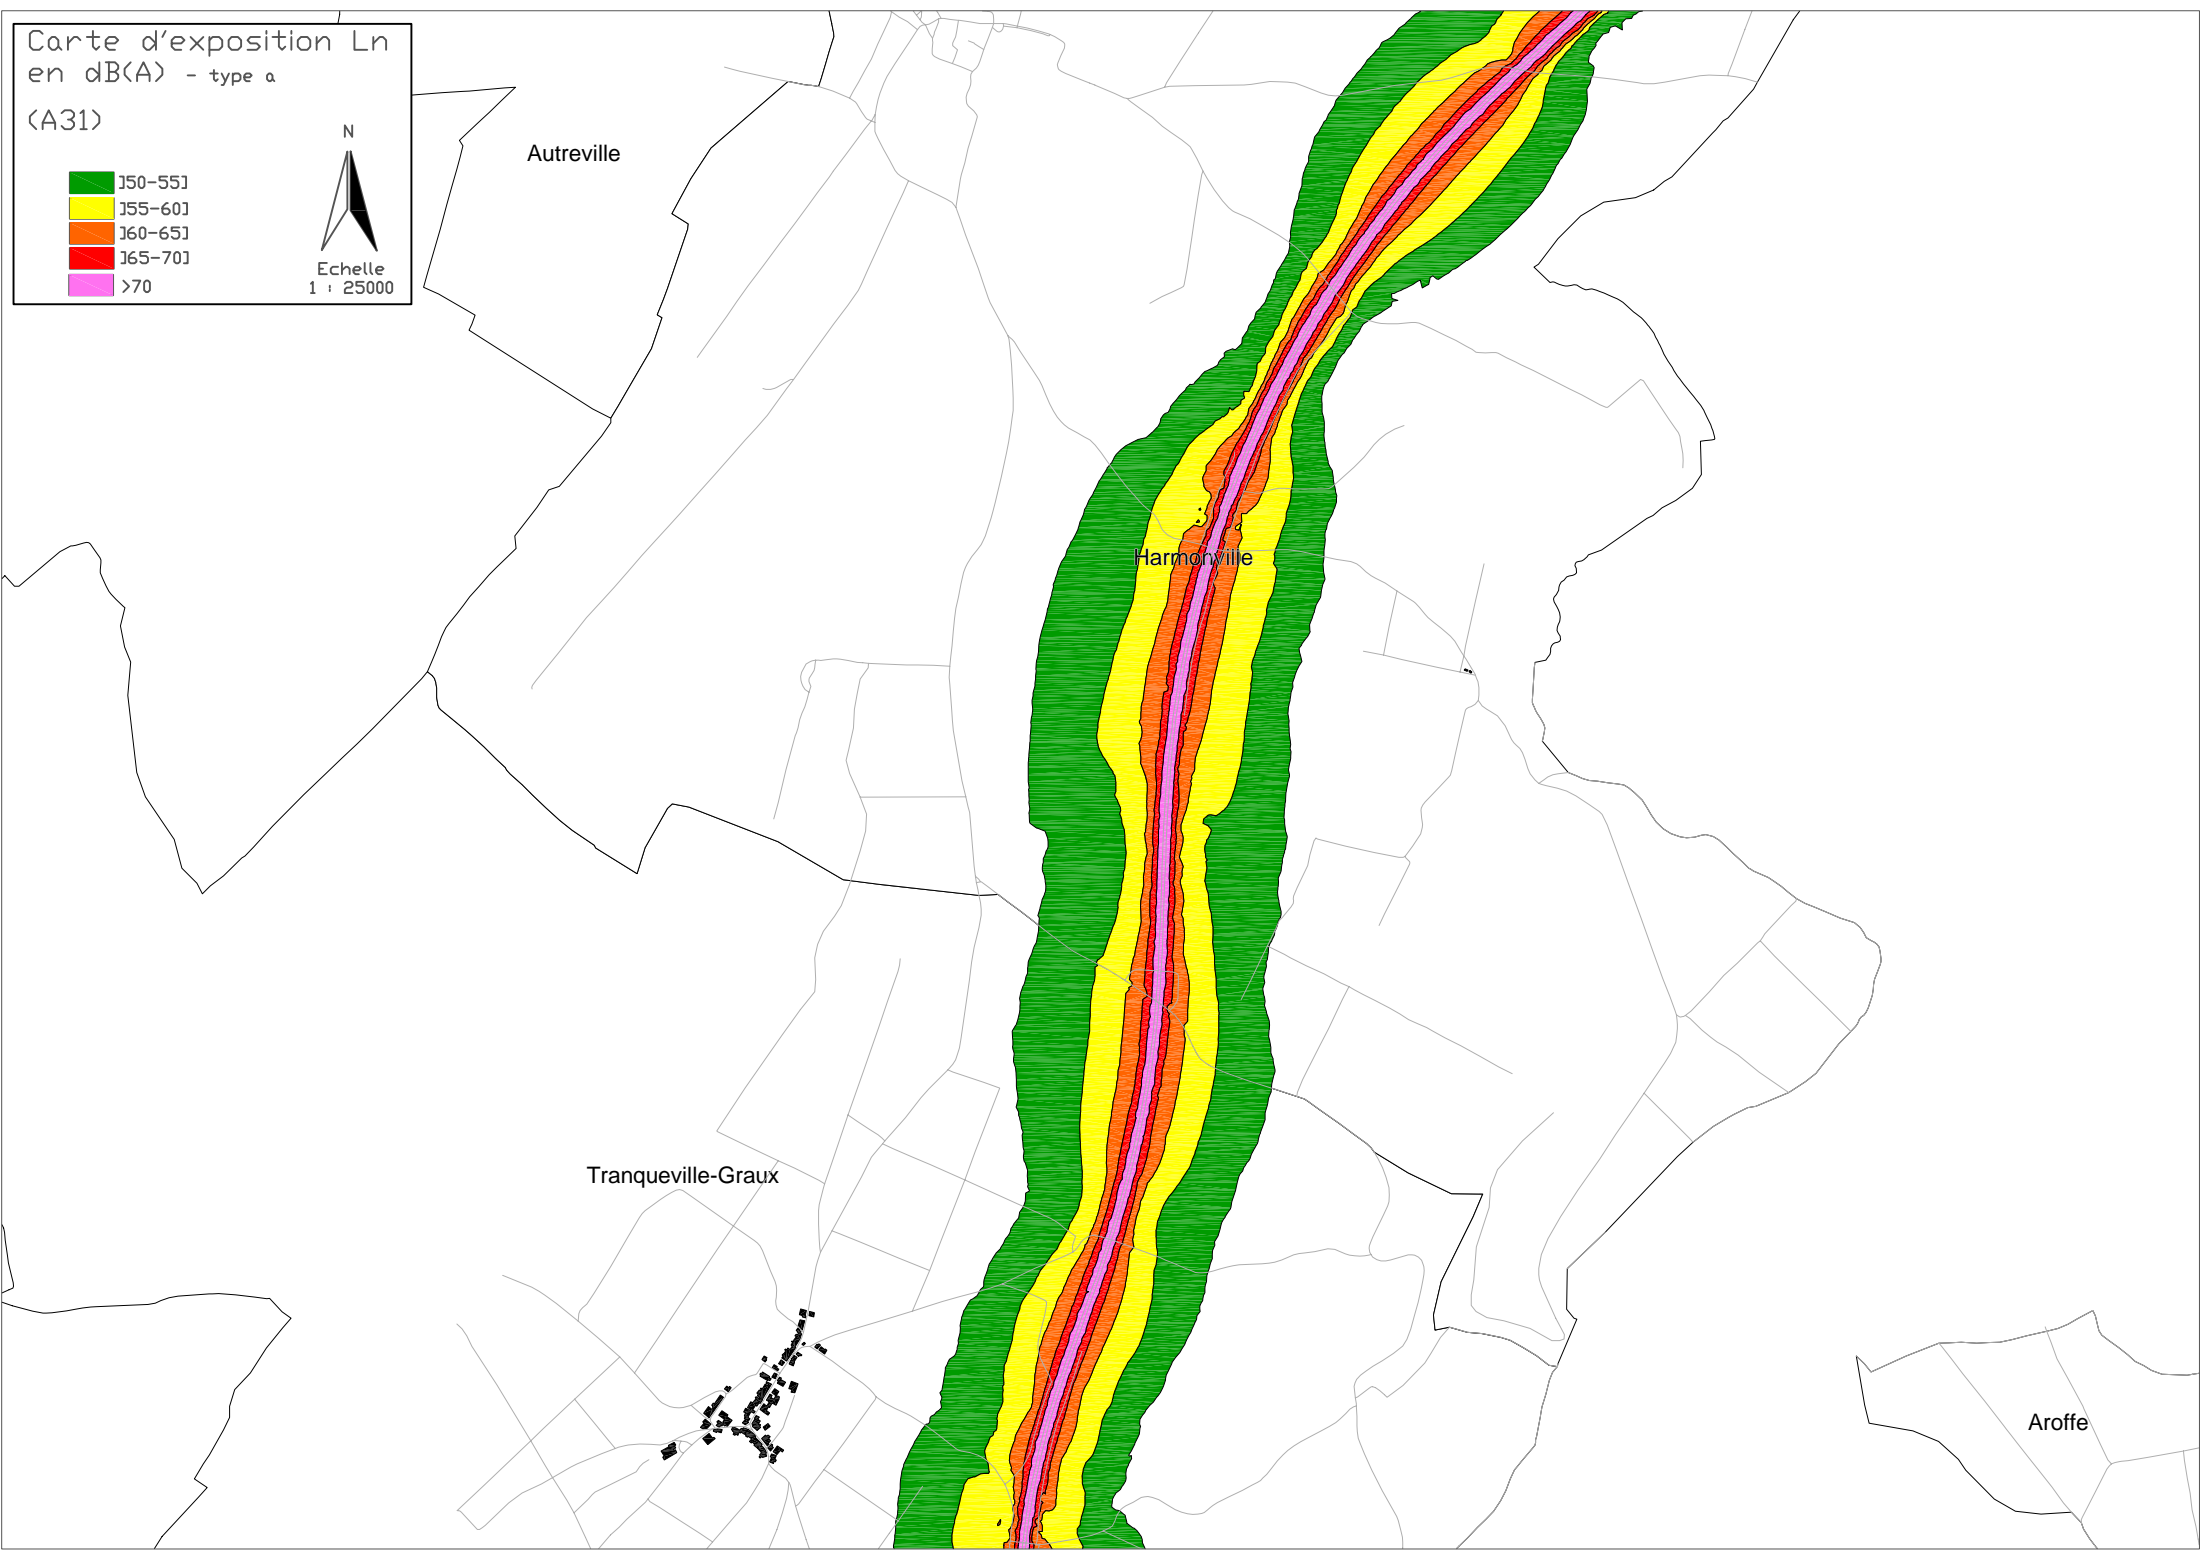 Carte d'exposition Ln
en dB(A) - type a
(A31)
N
]50-55]
]55-60]
]60-65]
]65-70]
>70
Echelle
1 : 25000
Autreville
Harmonville
Tranqueville-Graux
Aroffe